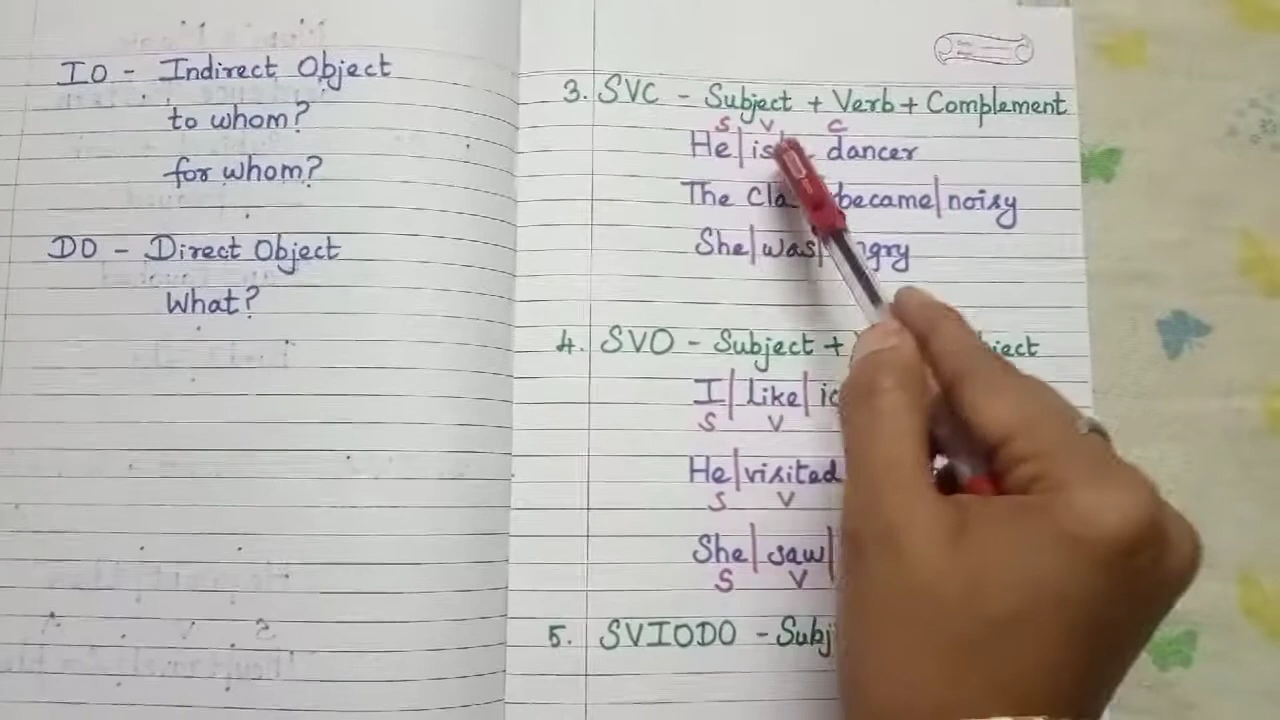 IO - Indirect Object
to whom?
for whom?
DO - Direct Object
What?
3. SVC - Subject + Verb + Complement
S V C
He | is dancer
The became | noisy
She | was |
4. SVO - Subject +
I | like |
S V
He | visited
S V
She | saw |
S V
5. SVIODO -